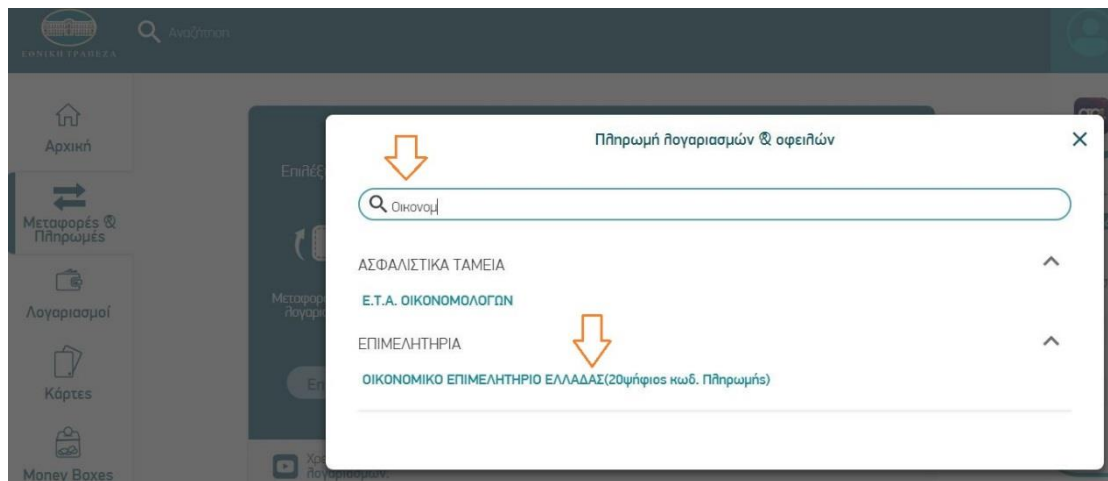 ΕΘΝΙΚΗ ΤΡΑΠΕΖΑ
Αναζήτηση
Αρχική
Μεταφορές &
Πληρωμές
Λογαριασμοί
Κάρτες
Money Boxes
Πληρωμή λογαριασμών & οφειλών
Οικονομ
ΑΣΦΑΛΙΣΤΙΚΑ ΤΑΜΕΙΑ
Ε.Τ.Α. ΟΙΚΟΝΟΜΟΛΟΓΩΝ
ΕΠΙΜΕΛΗΤΗΡΙΑ
ΟΙΚΟΝΟΜΙΚΟ ΕΠΙΜΕΛΗΤΗΡΙΟ ΕΛΛΑΔΑΣ(20ψήφιος κωδ. Πληρωμής)
λογαριασμών.